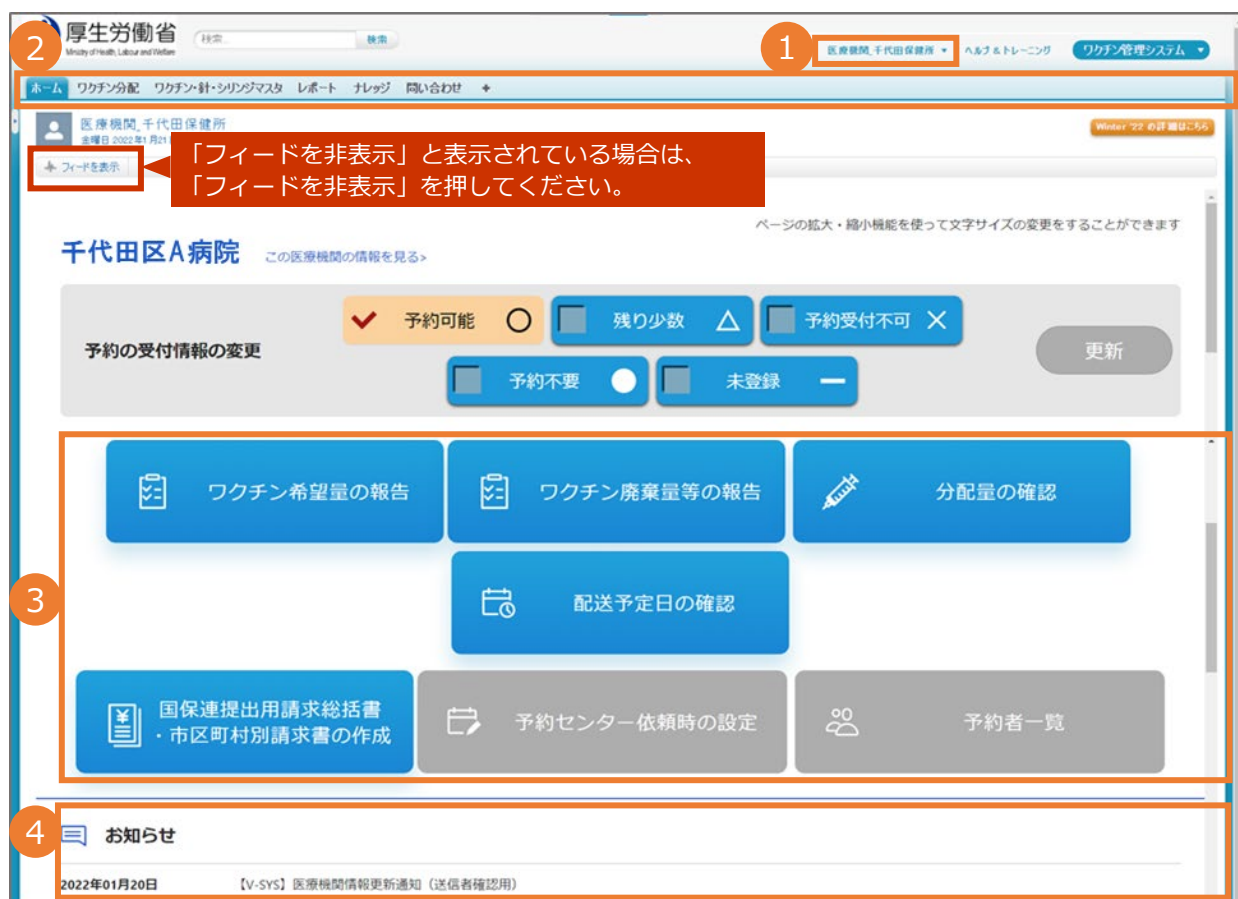 厚生労働省
Ministry of Health, Labour and Welfare
検索...
検索
2
1
医療機関_千代田保健所
ヘルプ & トレーニング
ワクチン管理システム
ホーム ワクチン分配 ワクチン・針・シリンジマスタ レポート ナレッジ 問い合わせ +
医療機関_千代田保健所
金曜日 2022年1月21
Winter '22 の詳細はこちら
フィードを表示
「フィードを非表示」と表示されている場合は、
「フィードを非表示」を押してください。
ページの拡大・縮小機能を使って文字サイズの変更をすることができます
千代田区A病院 この医療機関の情報を見る>
予約の受付情報の変更
予約可能
残り少数
予約受付不可
予約不要
未登録
更新
3
ワクチン希望量の報告
ワクチン廃棄量等の報告
分配量の確認
配送予定日の確認
国保連提出用請求総括書
・市区町村別請求書の作成
予約センター依頼時の設定
予約者一覧
4
お知らせ
2022年01月20日 【V-SYS】医療機関情報更新通知（送信者確認用）